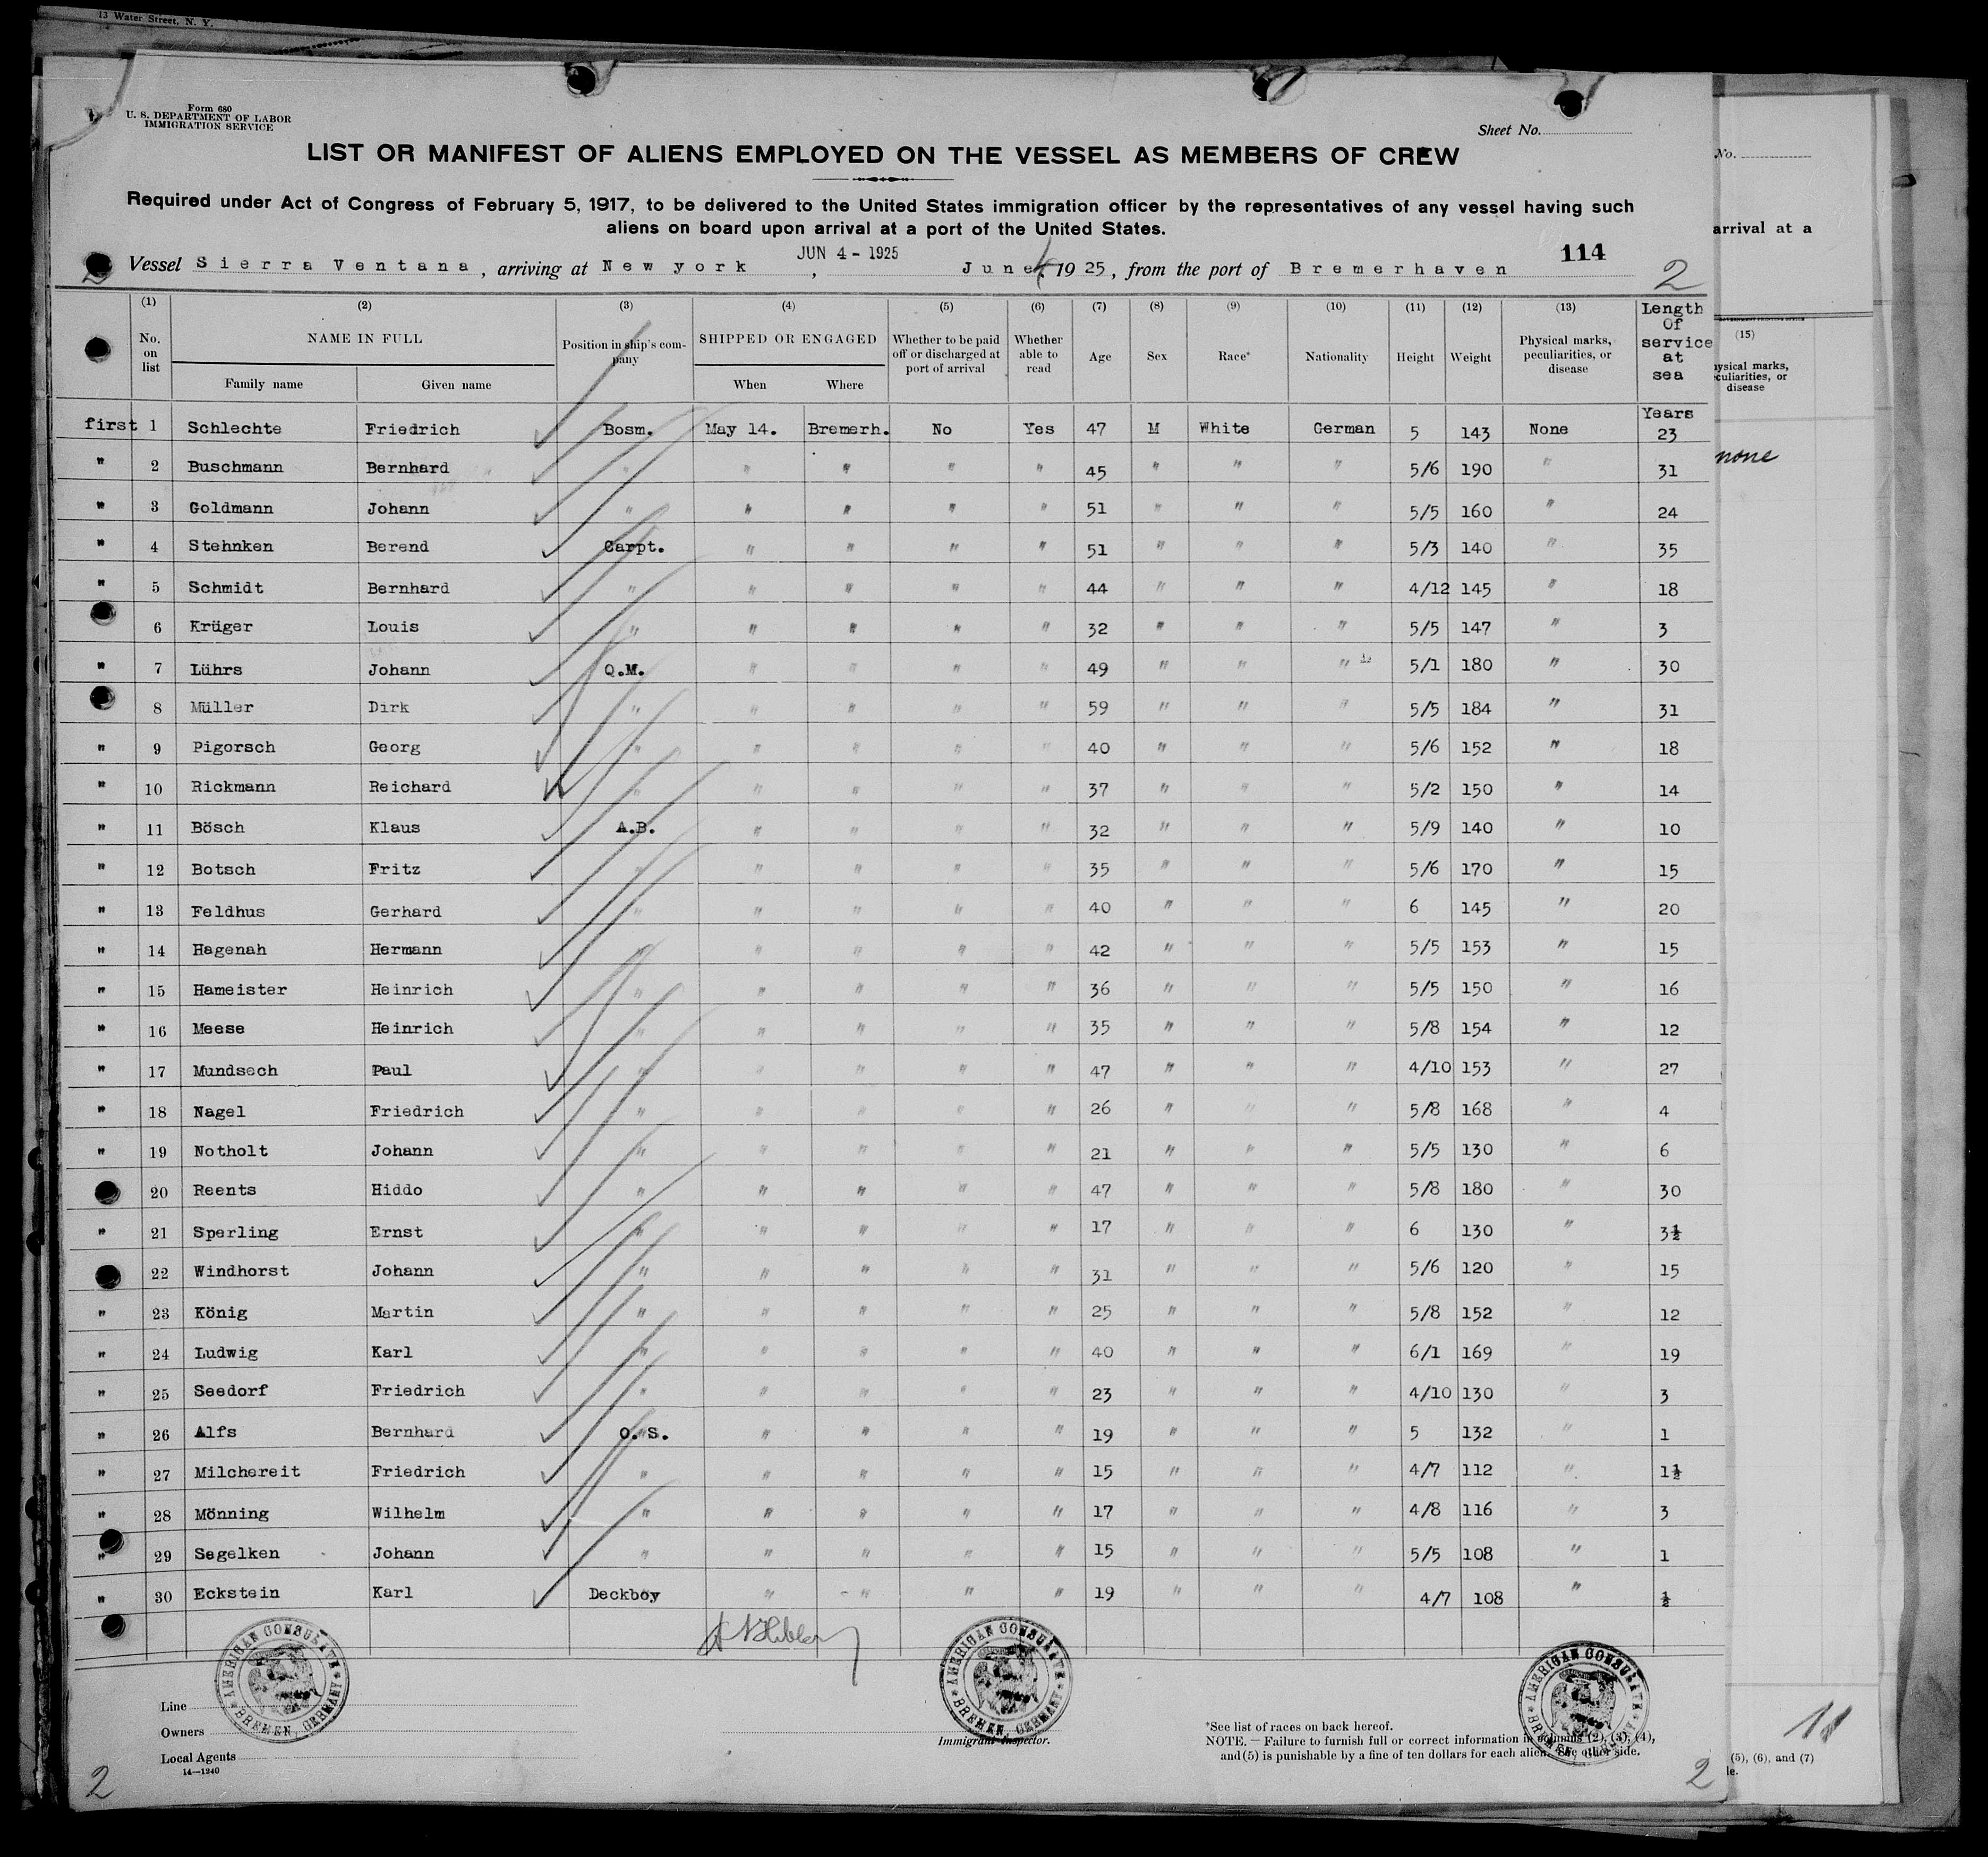 13 Water Street, N. Y.
Form 680
U. S. DEPARTMENT OF LABOR
IMMIGRATION SERVICE
Sheet No.
LIST OR MANIFEST OF ALIENS EMPLOYED ON THE VESSEL AS MEMBERS OF CREW
Required under Act of Congress of February 5, 1917, to be delivered to the United States immigration officer by the representatives of any vessel having such
aliens on board upon arrival at a port of the United States.
JUN 4 - 1925
114
Vessel Sierra Ventana, arriving at New york, June 4, 1925, from the port of Bremerhaven 2
(1) (2) (3) (4) (5) (6) (7) (8) (9) (10) (11) (12) (13) Length Of service at sea
No. on list NAME IN FULL Position in ship's company SHIPPED OR ENGAGED Whether to be paid off or discharged at port of arrival Whether able to read Age Sex Race* Nationality Height Weight Physical marks, peculiarities, or disease
Family name Given name When Where
Years
first 1 Schlechte Friedrich Bosm. May 14. Bremerh. No Yes 47 M White German 5 143 None 23
" 2 Buschmann Bernhard " " " " " 45 " " " 5/6 190 " 31
" 3 Goldmann Johann " " " " " 51 " " " 5/5 160 " 24
" 4 Stehnken Berend Carpt. " " " " 51 " " " 5/3 140 " 35
" 5 Schmidt Bernhard " " " " " 44 " " " 4/12 145 " 18
6 Krüger Louis " " " " " 32 " " " 5/5 147 " 3
" 7 Lührs Johann Q.M. " " " " 49 " " " 5/1 180 " 30
8 Müller Dirk " " " " " 59 " " " 5/5 184 " 31
" 9 Pigorsch Georg " " " " " 40 " " " 5/6 152 " 18
" 10 Rickmann Reichard " " " " " 37 " " " 5/2 150 " 14
" 11 Bösch Klaus A.B. " " " " 32 " " " 5/9 140 " 10
" 12 Botsch Fritz " " " " " 35 " " " 5/6 170 " 15
" 13 Feldhus Gerhard " " " " " 40 " " " 6 145 " 20
" 14 Hagenah Hermann " " " " " 42 " " " 5/5 153 " 15
" 15 Hameister Heinrich " " " " " 36 " " " 5/5 150 " 16
" 16 Meese Heinrich " " " " " 35 " " " 5/8 154 " 12
" 17 Mundsech Paul " " " " " 47 " " " 4/10 153 " 27
" 18 Nagel Friedrich " " " " " 26 " " " 5/8 168 " 4
" 19 Notholt Johann " " " " " 21 " " " 5/5 130 " 6
20 Reents Hiddo " " " " " 47 " " " 5/8 180 " 30
" 21 Sperling Ernst " " " " " 17 " " " 6 130 " 3½
22 Windhorst Johann " " " " " 31 " " " 5/6 120 " 15
" 23 König Martin " " " " " 25 " " " 5/8 152 " 12
" 24 Ludwig Karl " " " " " 40 " " " 6/1 169 " 19
" 25 Seedorf Friedrich " " " " " 23 " " " 4/10 130 " 3
" 26 Alfs Bernhard O.S. " " " " 19 " " " 5 132 " 1
" 27 Milchereit Friedrich " " " " " 15 " " " 4/7 112 " 1½
" 28 Mönning Wilhelm " " " " " 17 " " " 4/8 116 " 3
" 29 Segelken Johann " " " " " 15 " " " 5/5 108 " 1
" 30 Eckstein Karl Deckboy " " " " 19 " " " 4/7 108 " ½
AMERICAN CONSULATE BREMEN, GERMANY
AMERICAN CONSULATE BREMEN, GERMANY
AMERICAN CONSULATE BREMEN, GERMANY
Line
Owners
Local Agents
14—1240
Immigrant Inspector.
*See list of races on back hereof.
NOTE. — Failure to furnish full or correct information in columns (2), (3), (4),
and (5) is punishable by a fine of ten dollars for each alien. See other side.
2
2
No.
arrival at a
(15)
ysical marks,
culiarities, or
disease
none
11
(5), (6), and (7)
le.